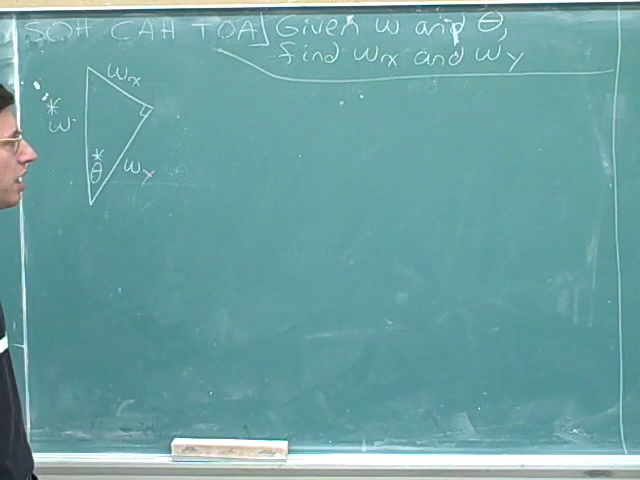 SOH CAH TOA
Given w and θ,
find wx and wy
wx
*
w
*
θ
wy